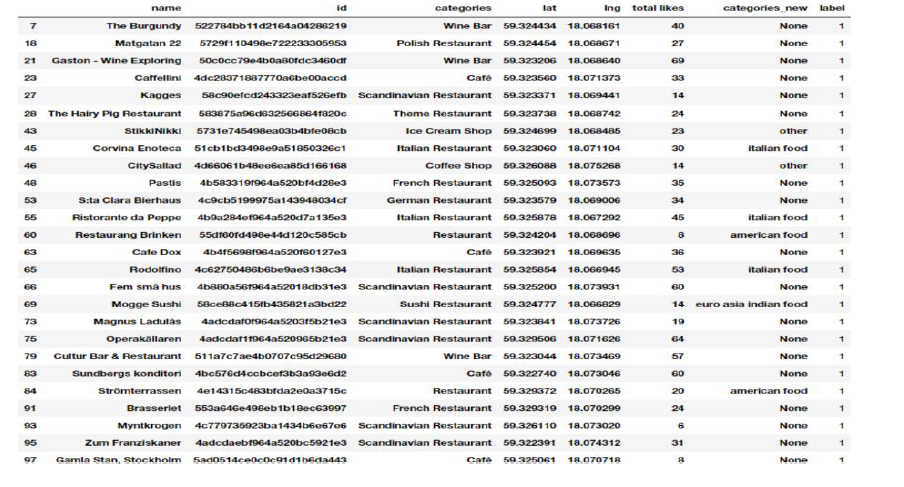 name id categories lat lng total likes categories_new label
7 The Burgundy 522784bb11d2164a04286219 Wine Bar 59.324434 18.068161 40 None 1
18 Matgatan 22 5729f110498e722233305953 Polish Restaurant 59.324454 18.068671 27 None 1
21 Gaston - Wine Exploring 50c0cc79e4b0a80fdc3460df Wine Bar 59.323206 18.068640 69 None 1
23 Caffellini 4dc28371887770a6be00accd Café 59.323560 18.071373 33 None 1
27 Kagges 58c90efcd243323eaf526efb Scandinavian Restaurant 59.323371 18.069441 14 None 1
28 The Hairy Pig Restaurant 583875a96d632566864f820c Theme Restaurant 59.323738 18.068742 24 None 1
43 StikkiNikki 5731e745498ea03b4bfe08cb Ice Cream Shop 59.324699 18.068485 23 other 1
45 Corvina Enoteca 51cb1bd3498e9a51850326c1 Italian Restaurant 59.323060 18.071104 30 italian food 1
46 CitySallad 4d66061b48ee6ea85d166168 Coffee Shop 59.326088 18.075268 14 other 1
48 Pastis 4b583319f964a520bf4d28e3 French Restaurant 59.325093 18.073573 35 None 1
53 S:ta Clara Bierhaus 4c9cb5199975a143948034cf German Restaurant 59.323579 18.069006 34 None 1
55 Ristorante da Peppe 4b9a284ef964a520d7a135e3 Italian Restaurant 59.325878 18.067292 45 italian food 1
60 Restaurang Brinken 55df60fd498e44d120c585cb Restaurant 59.324204 18.068696 8 american food 1
63 Cafe Dox 4b4f5698f964a520f60127e3 Café 59.323921 18.069635 36 None 1
65 Rodolfino 4c62750486b6be9ae3138c34 Italian Restaurant 59.325854 18.066945 53 italian food 1
66 Fem små hus 4b880a56f964a52018db31e3 Scandinavian Restaurant 59.325200 18.073931 60 None 1
69 Mogge Sushi 58ce88c415fb435821a3bd22 Sushi Restaurant 59.324777 18.066829 14 euro asia indian food 1
73 Magnus Ladulås 4adcdaf0f964a5203f5b21e3 Scandinavian Restaurant 59.323841 18.073726 19 None 1
75 Operakällaren 4adcdaf1f964a520965b21e3 Scandinavian Restaurant 59.329506 18.071626 64 None 1
79 Cultur Bar & Restaurant 511a7c7ae4b0707c95d29680 Wine Bar 59.323044 18.073469 57 None 1
83 Sundbergs konditori 4bc576d4ccbcef3b3a93e6d2 Café 59.322740 18.073046 60 None 1
84 Strömterrassen 4e14315c483bfda2e0a3715c Restaurant 59.329372 18.070265 20 american food 1
91 Brasseriet 553a646e498eb1b18ec63997 French Restaurant 59.329319 18.070299 24 None 1
93 Myntkrogen 4c779735923ba1434b6e67e6 Scandinavian Restaurant 59.326110 18.073020 6 None 1
95 Zum Franziskaner 4adcdaebf964a520bc5921e3 Scandinavian Restaurant 59.322391 18.074312 31 None 1
97 Gamla Stan, Stockholm 5ad0514ce0c0c91d1b6da443 Café 59.325061 18.070718 8 None 1